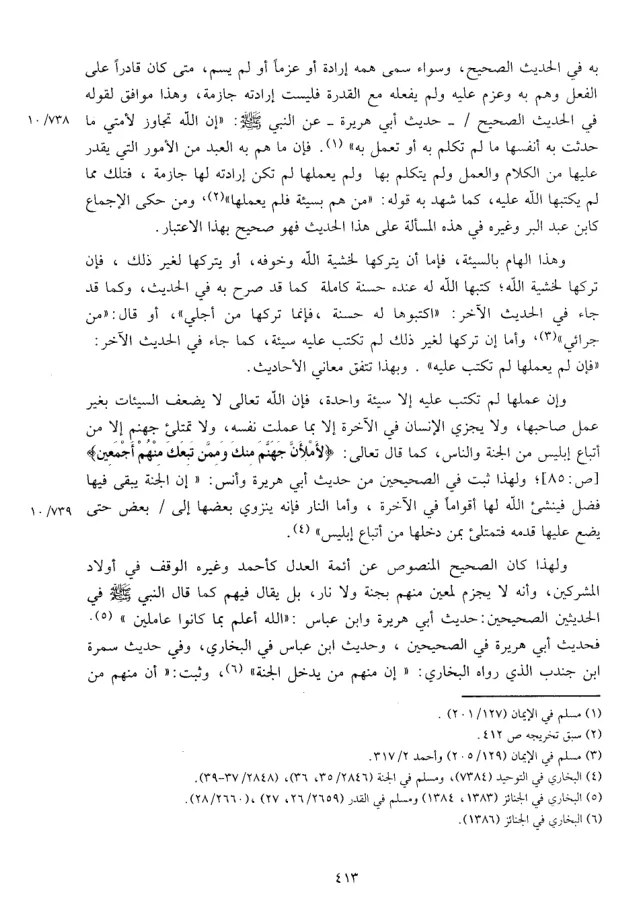 به في الحديث الصحيح، وسواء سمى همه إرادة أو عزماً أو لم يسم، متى كان قادراً على
الفعل وهم به وعزم عليه ولم يفعله مع القدرة فليست إرادته جازمة، وهذا موافق لقوله
في الحديث الصحيح / ـ حديث أبي هريرة ـ عن النبي ﷺ: «إن الله تجاوز لأمتي ما
١٠/٧٣٨
حدثت به أنفسها ما لم تكلم به أو تعمل به» (١). فإن ما هم به العبد من الأمور التي يقدر
عليها من الكلام والعمل ولم يتكلم بها ولم يعملها لم تكن إرادته لها جازمة ، فتلك مما
لم يكتبها الله عليه، كما شهد به قوله: «من هم بسيئة فلم يعملها»(٢)، ومن حكى الإجماع
كابن عبد البر وغيره في هذه المسألة على هذا الحديث فهو صحيح بهذا الاعتبار.
وهذا الهام بالسيئة، فإما أن يتركها لخشية الله وخوفه، أو يتركها لغير ذلك ، فإن
تركها لخشية الله؛ كتبها الله له عنده حسنة كاملة كما قد صرح به في الحديث، وكما قد
جاء في الحديث الآخر: «اكتبوها له حسنة ،فإنما تركها من أجلي»، أو قال:«من
جرائي»(٣)، وأما إن تركها لغير ذلك لم تكتب عليه سيئة، كما جاء في الحديث الآخر:
«فإن لم يعملها لم تكتب عليه» . وبهذا تتفق معاني الأحاديث.
وإن عملها لم تكتب عليه إلا سيئة واحدة، فإن الله تعالى لا يضعف السيئات بغير
عمل صاحبها، ولا يجزي الإنسان في الآخرة إلا بما عملت نفسه، ولا تمتلئ جهنم إلا من
أتباع إبليس من الجنة والناس، كما قال تعالى: ﴿لأَمْلأَنَّ جَهَنَّمَ مِنكَ وَمِمَّن تَبِعَكَ مِنْهُمْ أَجْمَعِينَ﴾
[ص:٨٥]؛ ولهذا ثبت في الصحيحين من حديث أبي هريرة وأنس: « إن الجنة يبقى فيها
فضل فينشئ الله لها أقواماً في الآخرة ، وأما النار فإنه ينزوي بعضها إلى / بعض حتى
١٠/٧٣٩
يضع عليها قدمه فتمتلئ بمن دخلها من أتباع إبليس» (٤).
ولهذا كان الصحيح المنصوص عن أئمة العدل كأحمد وغيره الوقف في أولاد
المشركين، وأنه لا يجزم لمعين منهم بجنة ولا نار، بل يقال فيهم كما قال النبي ﷺ في
الحديثين الصحيحين:حديث أبي هريرة وابن عباس :«الله أعلم بما كانوا عاملين » (٥).
فحديث أبي هريرة في الصحيحين ، وحديث ابن عباس في البخاري، وفي حديث سمرة
ابن جندب الذي رواه البخاري: « إن منهم من يدخل الجنة» (٦)، وثبت:« أن منهم من
(١) مسلم في الإيمان (٢٠١/١٢٧) .
(٢) سبق تخريجه ص ٤١٢.
(٣) مسلم في الإيمان (٢٠٥/١٢٩) وأحمد ٣١٧/٢.
(٤) البخاري في التوحيد (٧٣٨٤)، ومسلم في الجنة (٣٥/٢٨٤٦، ٣٦)، (٣٧/٢٨٤٨-٣٩).
(٥) البخاري في الجنائز (١٣٨٣، ١٣٨٤) ومسلم في القدر (٢٦/٢٦٥٩، ٢٧) ،(٢٨/٢٦٦٠).
(٦) البخاري في الجنائز (١٣٨٦).
٤١٣